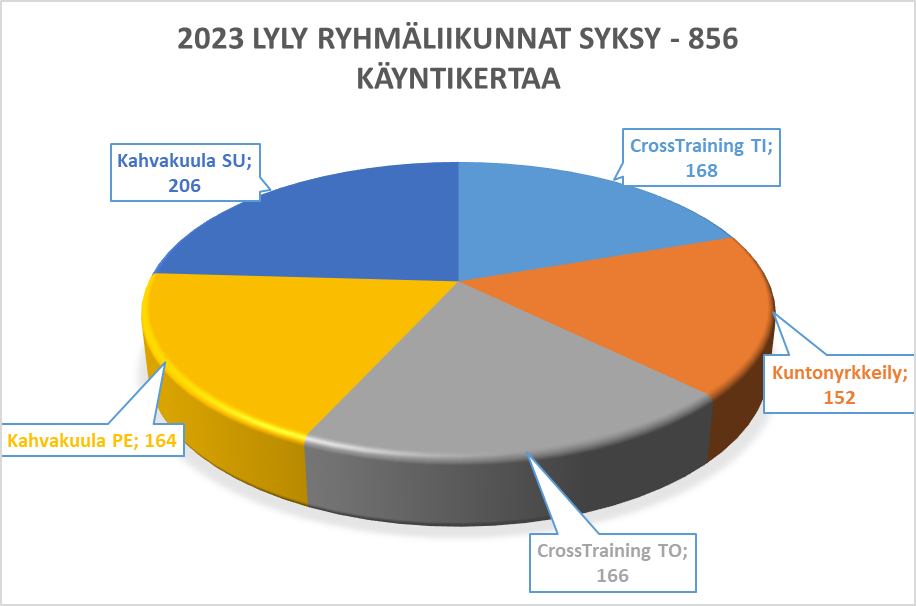 2023 LYLY RYHMÄLIIKUNNAT SYKSY - 856
KÄYNTIKERTAA
Kahvakuula SU;
206
CrossTraining TI;
168
Kuntonyrkkeily;
152
Kahvakuula PE; 164
CrossTraining TO;
166